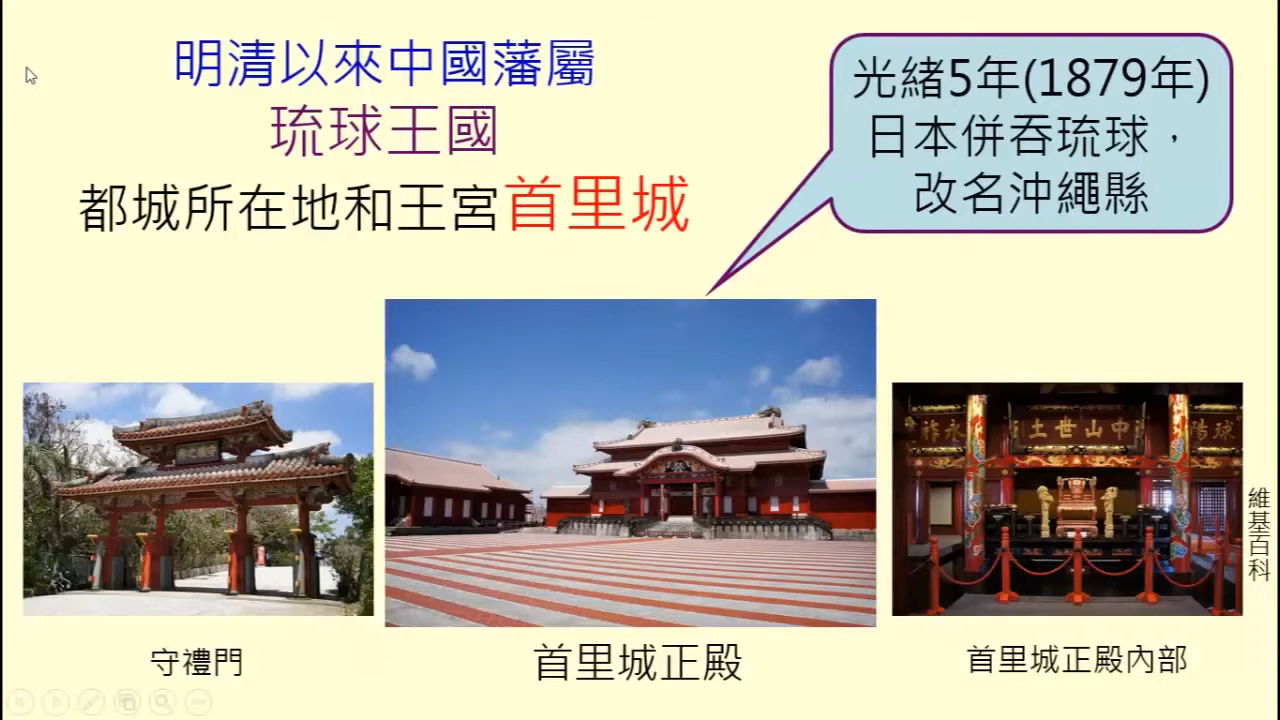 明清以來中國藩屬
琉球王國
都城所在地和王宮首里城
光緒5年(1879年)
日本併吞琉球，
改名沖繩縣
中山世土
守禮門
首里城正殿
首里城正殿內部
維基百科